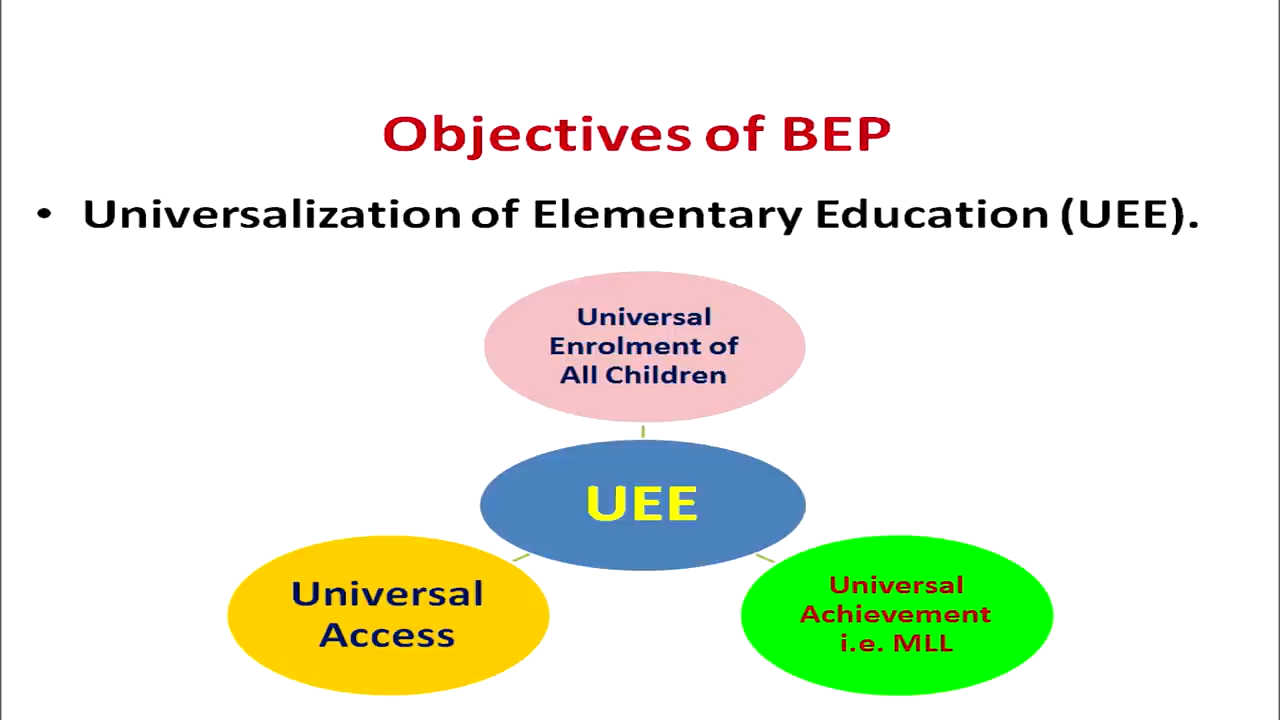 Objectives of BEP
• Universalization of Elementary Education (UEE).
Universal
Enrolment of
All Children
UEE
Universal
Access
Universal
Achievement
i.e. MLL